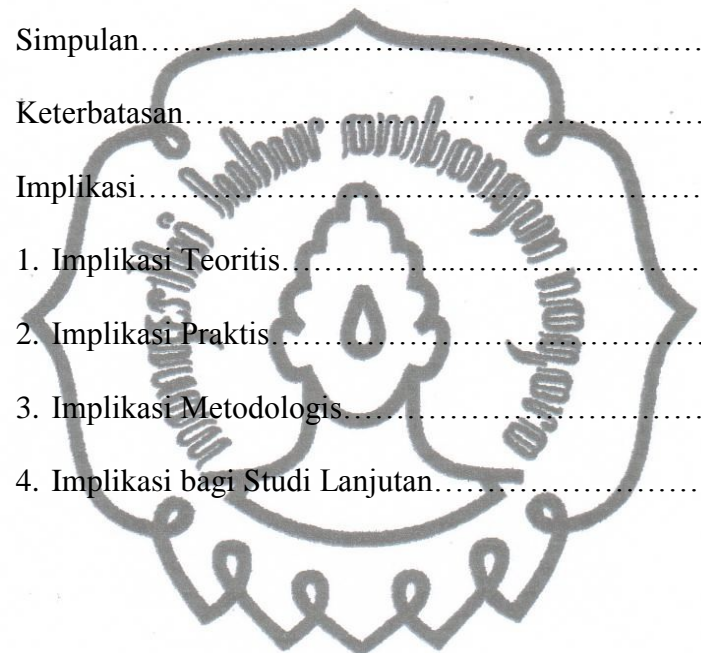 Simpulan…………………………………………………
Keterbatasan……………………………………………
Implikasi…………………………………………………
1. Implikasi Teoritis……………………………………
2. Implikasi Praktis……………………………………
3. Implikasi Metodologis………………………………
4. Implikasi bagi Studi Lanjutan………………………